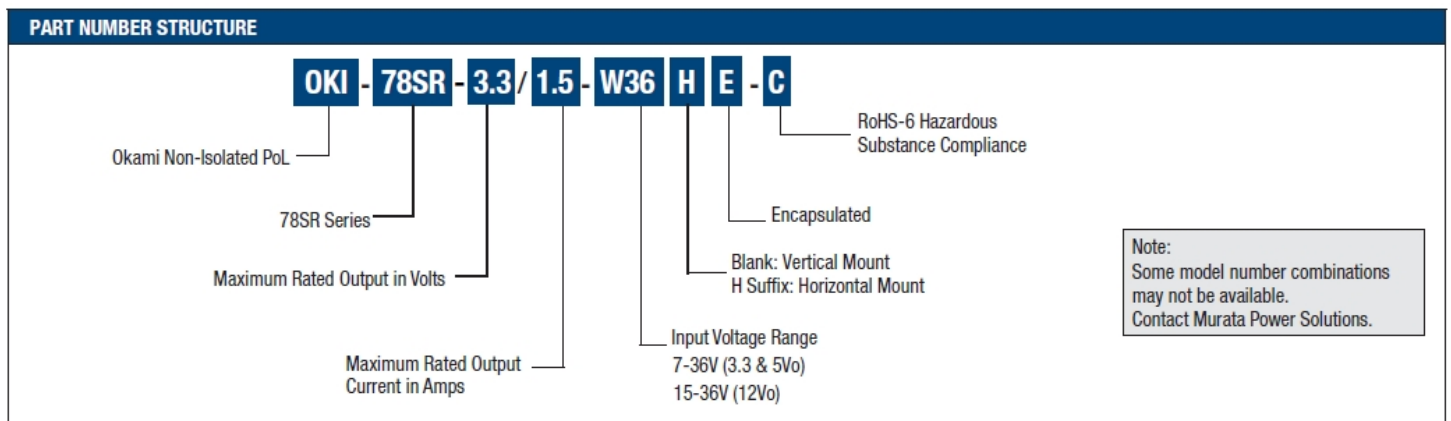 PART NUMBER STRUCTURE
OKI - 78SR - 3.3 / 1.5 - W36 H E - C
RoHS-6 Hazardous
Substance Compliance
Okami Non-Isolated PoL
Encapsulated
78SR Series
Blank: Vertical Mount
H Suffix: Horizontal Mount
Maximum Rated Output in Volts
Input Voltage Range
7-36V (3.3 & 5Vo)
15-36V (12Vo)
Maximum Rated Output
Current in Amps
Note:
Some model number combinations
may not be available.
Contact Murata Power Solutions.